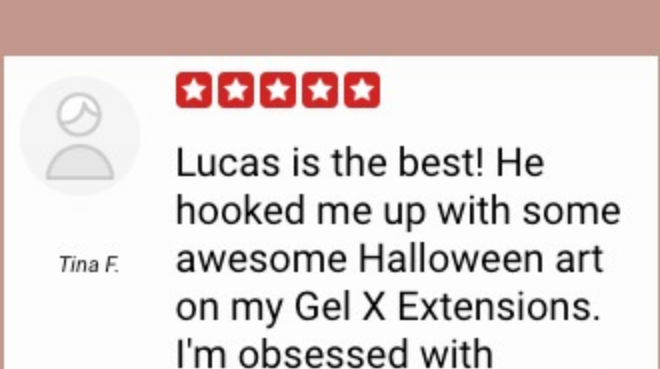 Lucas is the best! He
hooked me up with some
awesome Halloween art
on my Gel X Extensions.
I'm obsessed with
Tina F.